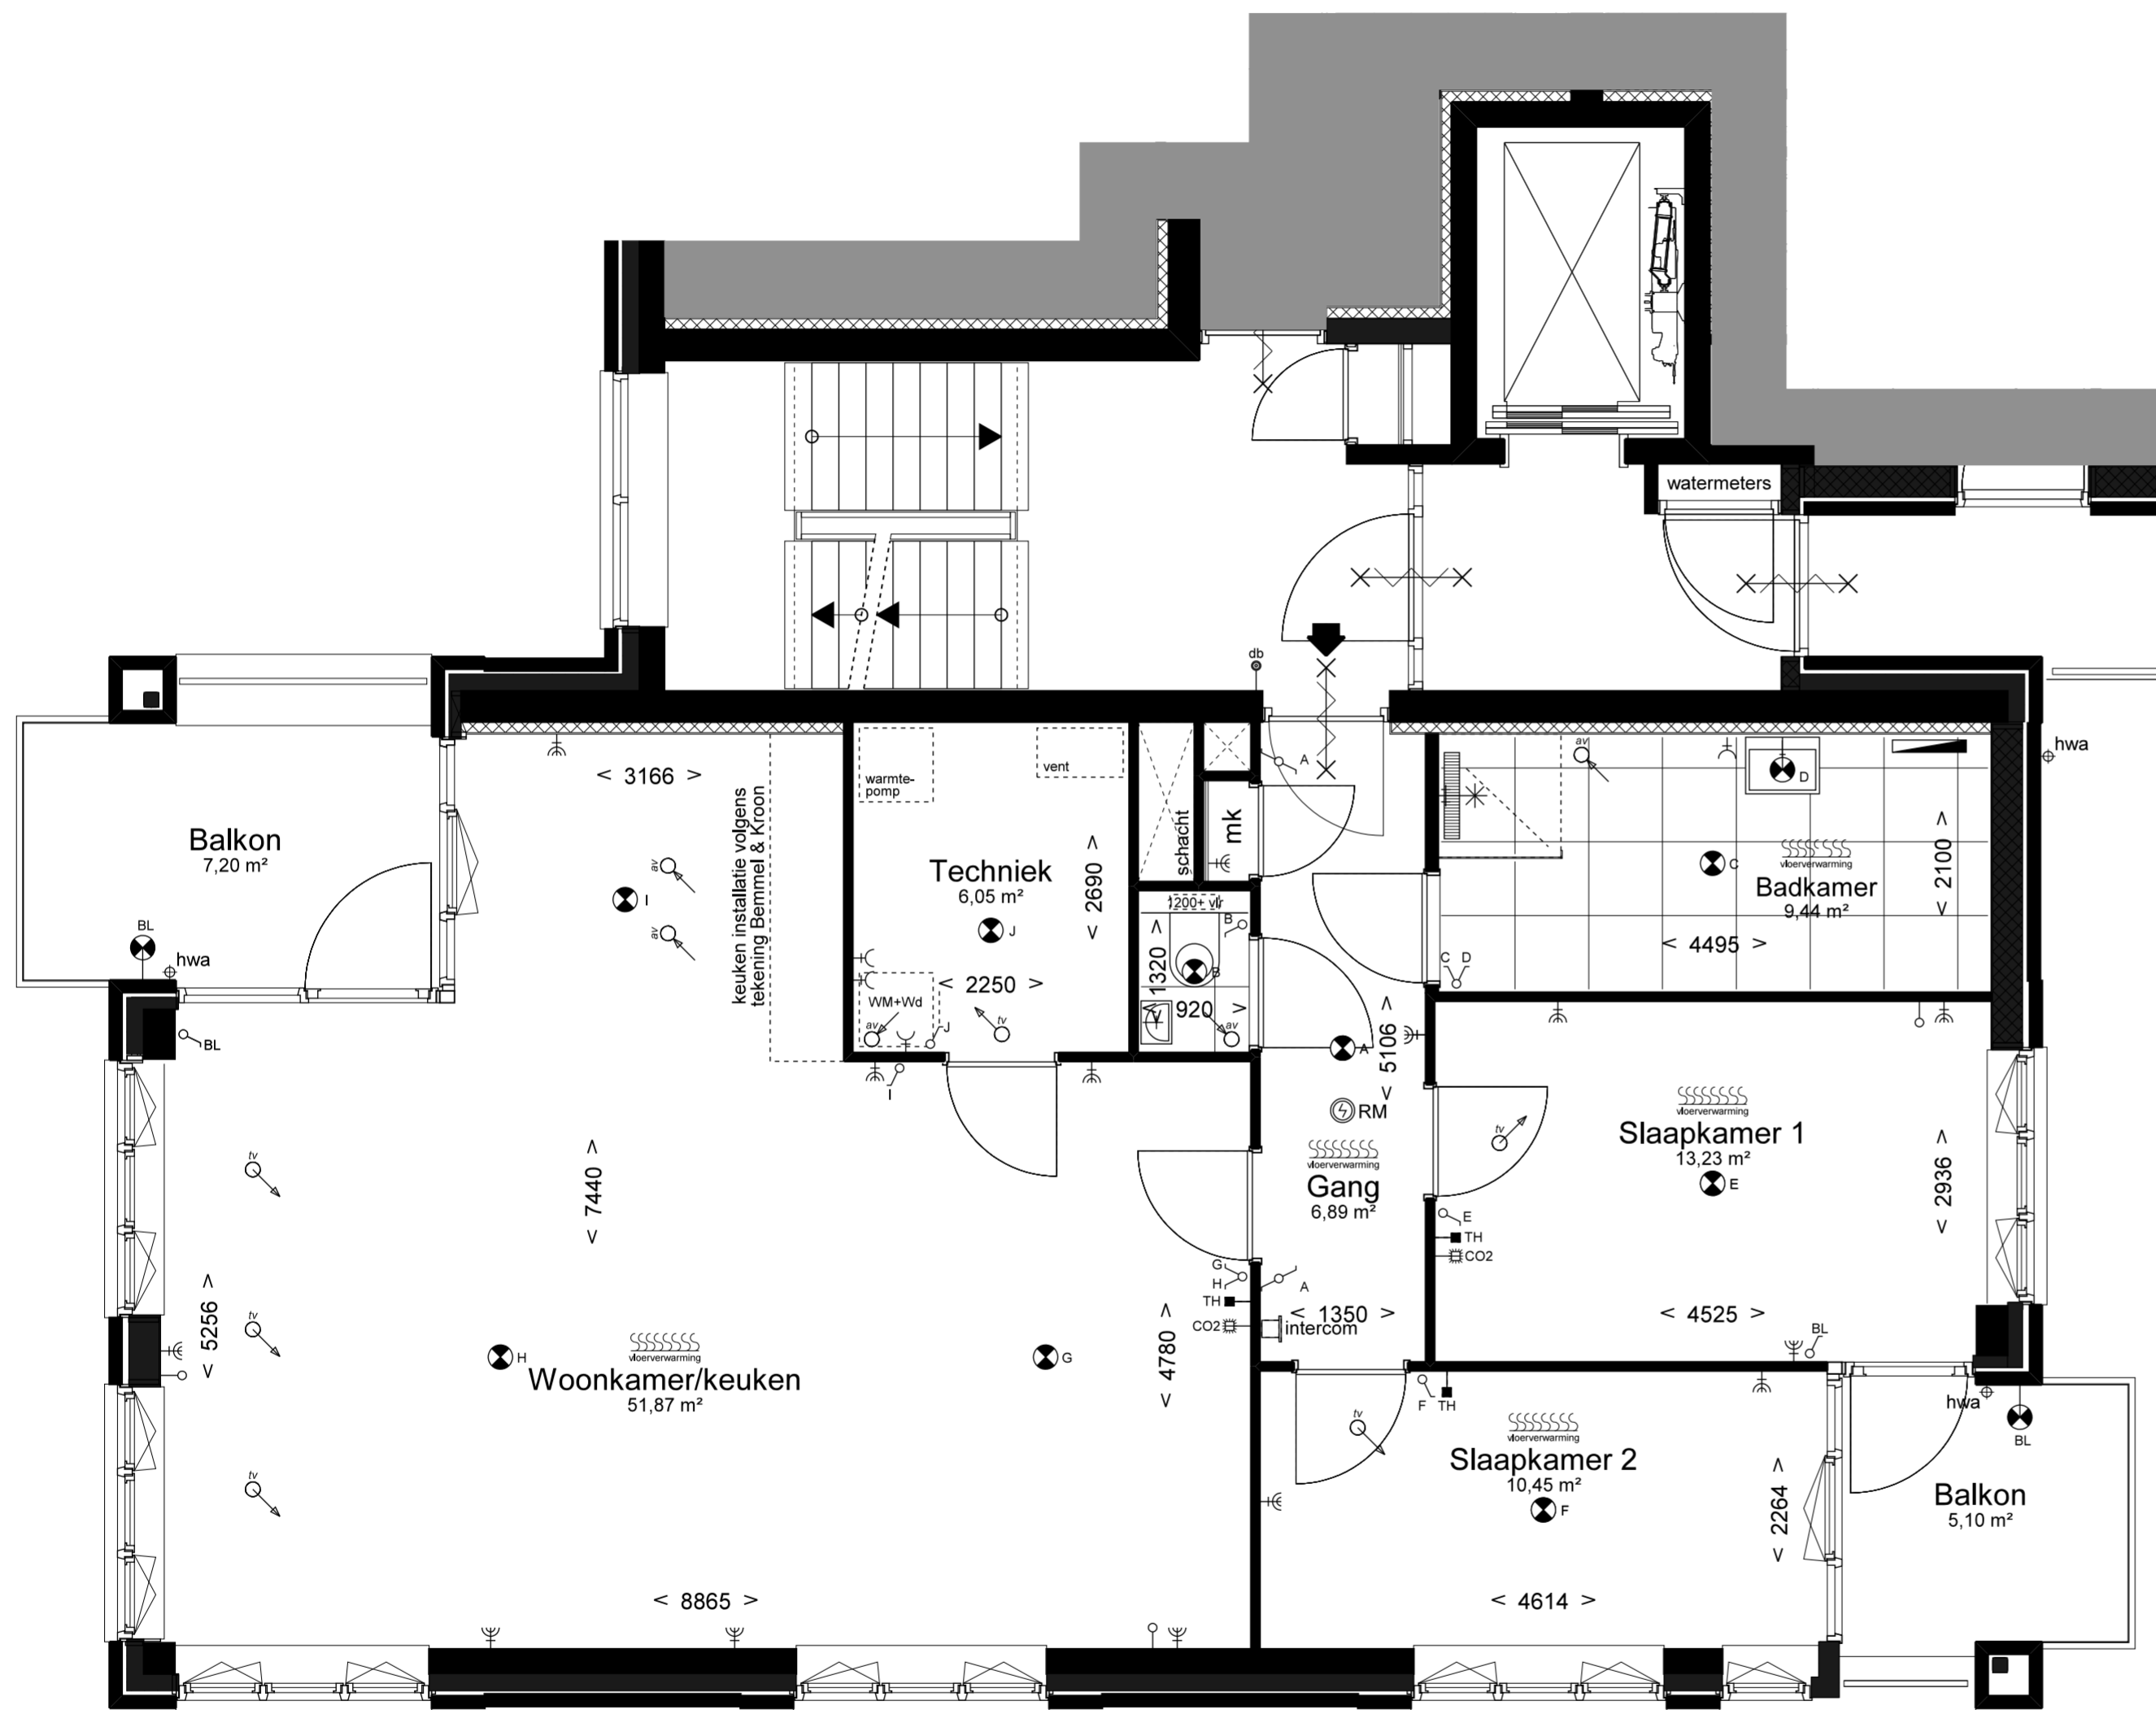 watermeters
db
hwa
< 3166 >
warmte-
pomp
vent
keuken installatie volgens
tekening Bemmel & Kroon
schacht
mk
A
av
D
Balkon
7,20 m²
av
av
I
Techniek
6,05 m²
J
< 2690 >
C
vloerverwarming
Badkamer
9,44 m²
< 2100 >
< 4495 >
C D
BL
hwa
BL
WM+Wd
< 2250 >
av
J
tv
I
1200+ vlr
B
< 1320 >
B
< 920 >
av
A
< 5106 >
RM
vloerverwarming
Gang
6,89 m²
tv
vloerverwarming
Slaapkamer 1
13,23 m²
E
< 2936 >
E
TH
CO2
< 4525 >
BL
tv
tv
tv
< 7440 >
< 5256 >
H
vloerverwarming
Woonkamer/keuken
51,87 m²
G
< 4780 >
G
H
TH
CO2
A
< 1350 >
intercom
F TH
tv
vloerverwarming
Slaapkamer 2
10,45 m²
F
< 2264 >
hwa
BL
Balkon
5,10 m²
< 8865 >
< 4614 >